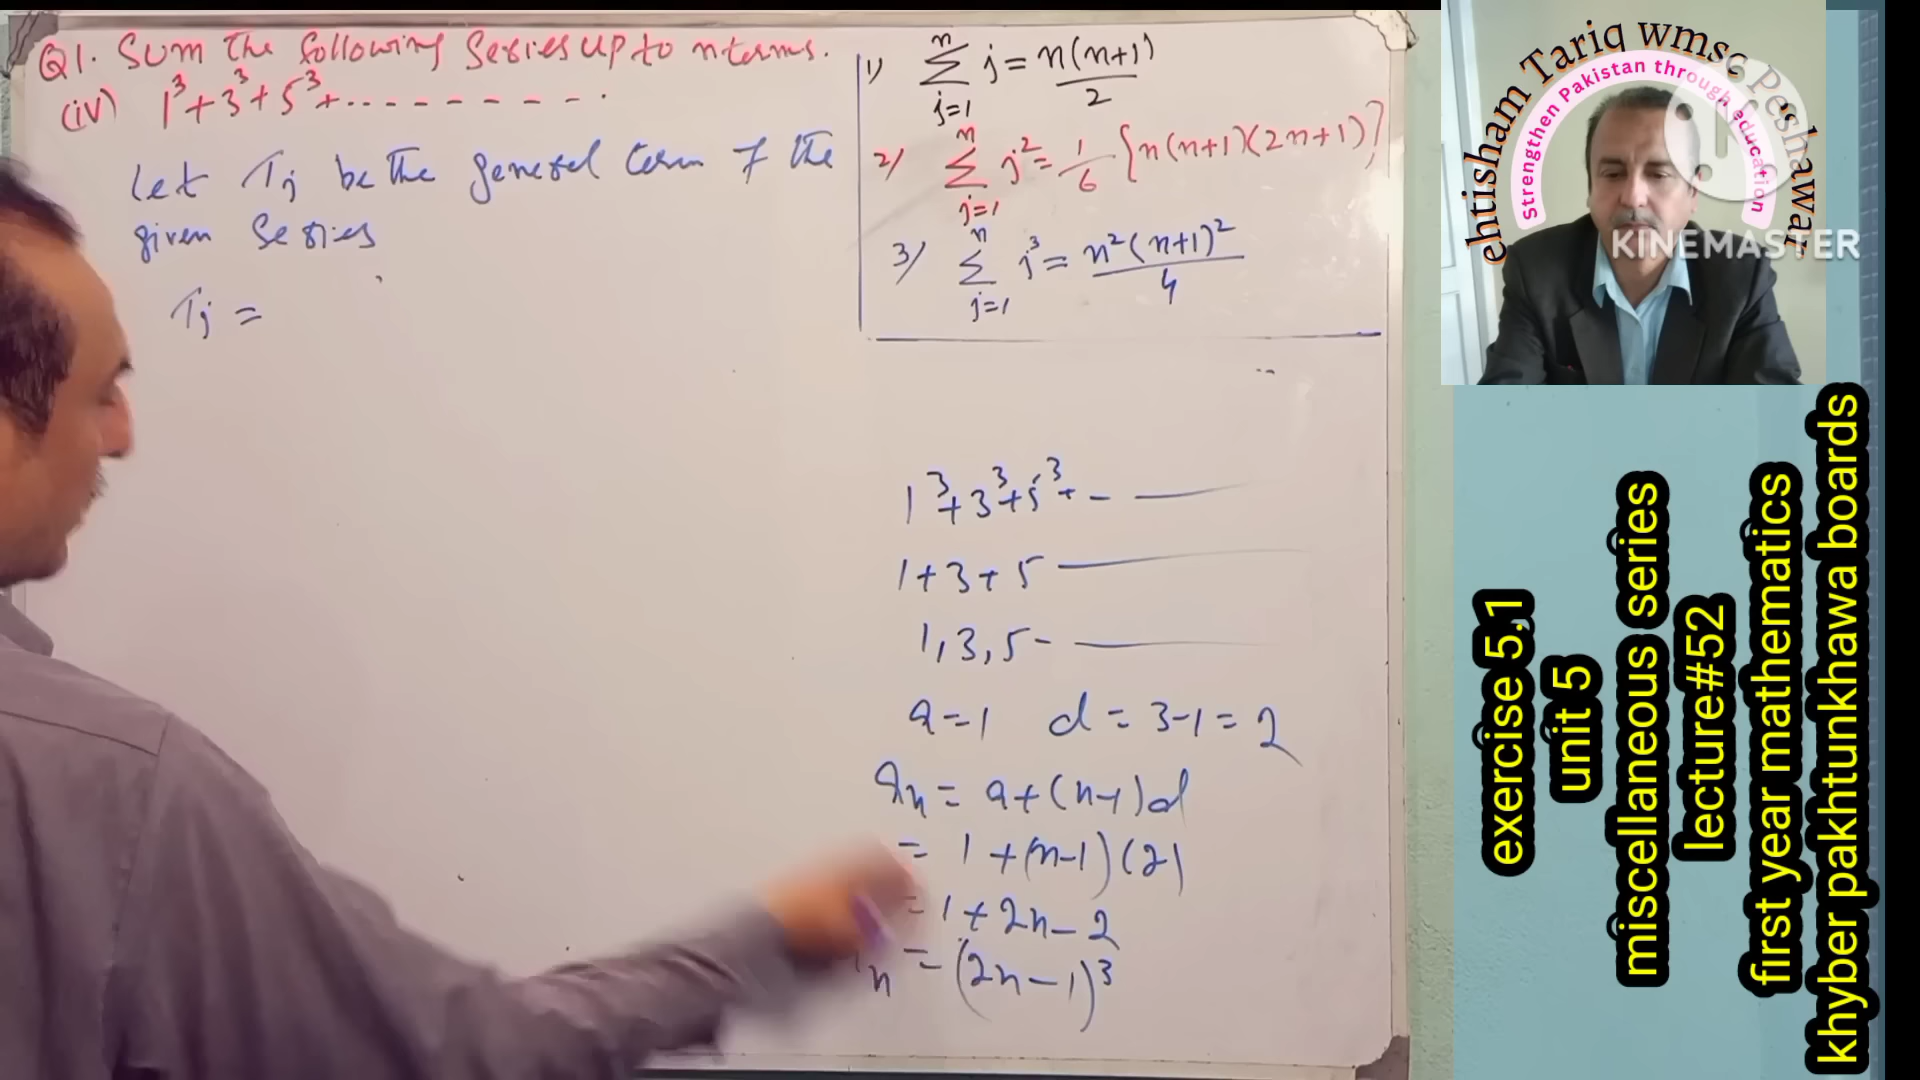 Q1. Sum The following Series up to n terms.
(iv) 1³+3³+5³+----------.
Let Tj be the general term of the
given Series
Tj =
1) n∑j=1 j = n(n+1)/2
2) n∑j=1 j² = 1/6 {n(n+1)(2n+1)}
3) n∑j=1 j³ = n²(n+1)²/4
1³+3³+5³+-
1+3+5
1,3,5-
a=1 d=3-1=2
an = a+(n-1)d
= 1+(n-1)(2)
= 1+2n-2
n = (2n-1)³
ehtisham Tariq wmsc Peshawar
Strengthen Pakistan through education
KINEMASTER
exercise 5.1
unit 5
miscellaneous series
lecture#52
first year mathematics
khyber pakhtunkhawa boards